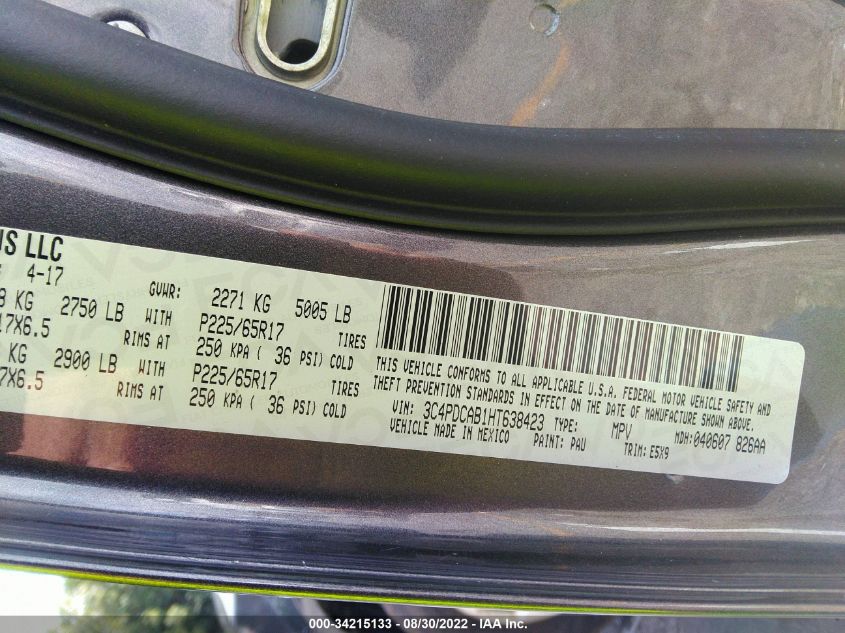 US LLC
4-17
GVWR: 2271 KG 5005 LB
KG 2750 LB WITH P225/65R17 TIRES
17X6.5 RIMS AT 250 KPA ( 36 PSI) COLD
KG 2900 LB WITH P225/65R17 TIRES
7X6.5 RIMS AT 250 KPA ( 36 PSI) COLD
THIS VEHICLE CONFORMS TO ALL APPLICABLE U.S.A. FEDERAL MOTOR VEHICLE SAFETY AND
THEFT PREVENTION STANDARDS IN EFFECT ON THE DATE OF MANUFACTURE SHOWN ABOVE.
VIN: 3C4PDCAB1HT638423 TYPE: MPV MDH:040607 826AA
VEHICLE MADE IN MEXICO PAINT: PAU TRIM: E5X9
000-34215133 - 08/30/2022 - IAA Inc.